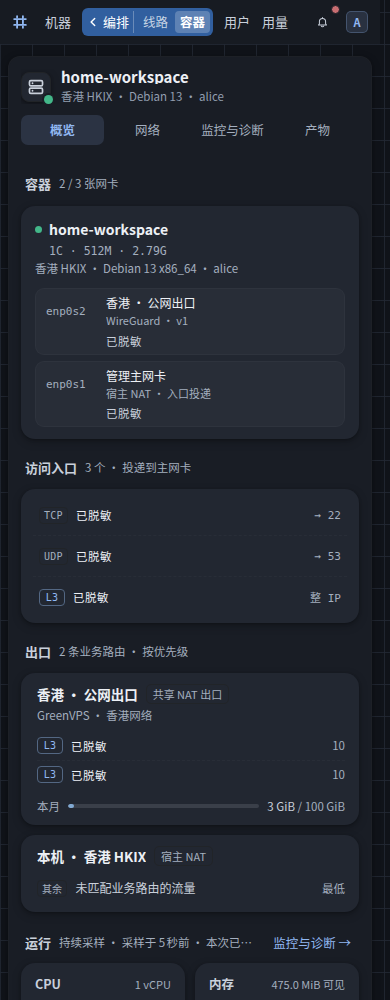 机器 编排 线路 容器 用户 用量 A
home-workspace
香港 HKIX • Debian 13 • alice
概览 网络 监控与诊断 产物
容器 2 / 3 张网卡
home-workspace
1C · 512M · 2.79G
香港 HKIX • Debian 13 x86_64 • alice
enp0s2 香港 • 公网出口
WireGuard • v1
已脱敏
enp0s1 管理主网卡
宿主 NAT • 入口投递
已脱敏
访问入口 3 个 • 投递到主网卡
TCP 已脱敏 → 22
UDP 已脱敏 → 53
L3 已脱敏 整 IP
出口 2 条业务路由 • 按优先级
香港 • 公网出口 共享 NAT 出口
GreenVPS • 香港网络
L3 已脱敏 10
L3 已脱敏 10
本月 3 GiB / 100 GiB
本机 • 香港 HKIX 宿主 NAT
其余 未匹配业务路由的流量 最低
运行 持续采样 • 采样于 5 秒前 • 本次已… 监控与诊断 →
CPU 1 vCPU 内存 475.0 MiB 可见